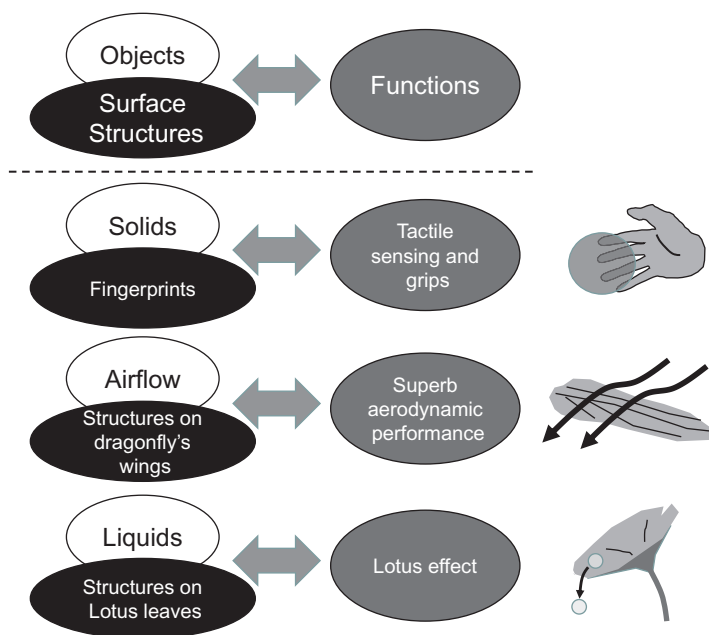 Objects
Surface
Structures
Functions
Solids
Fingerprints
Tactile
sensing and
grips
Airflow
Structures on
dragonfly's
wings
Superb
aerodynamic
performance
Liquids
Structures on
Lotus leaves
Lotus effect